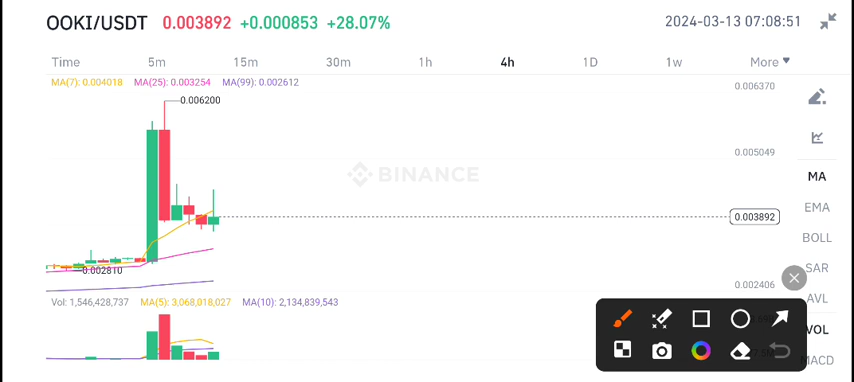 OOKI/USDT 0.003892 +0.000853 +28.07% 2024-03-13 07:08:51
Time 5m 15m 30m 1h 4h 1D 1w More
MA(7): 0.004018 MA(25): 0.003254 MA(99): 0.002612
0.006370
0.006200
0.005049
BINANCE
MA
EMA
0.003892
BOLL
SAR
0.002810
0.002406
AVL
Vol: 1,546,428,737 MA(5): 3,068,018,027 MA(10): 2,134,839,543
VOL
MACD